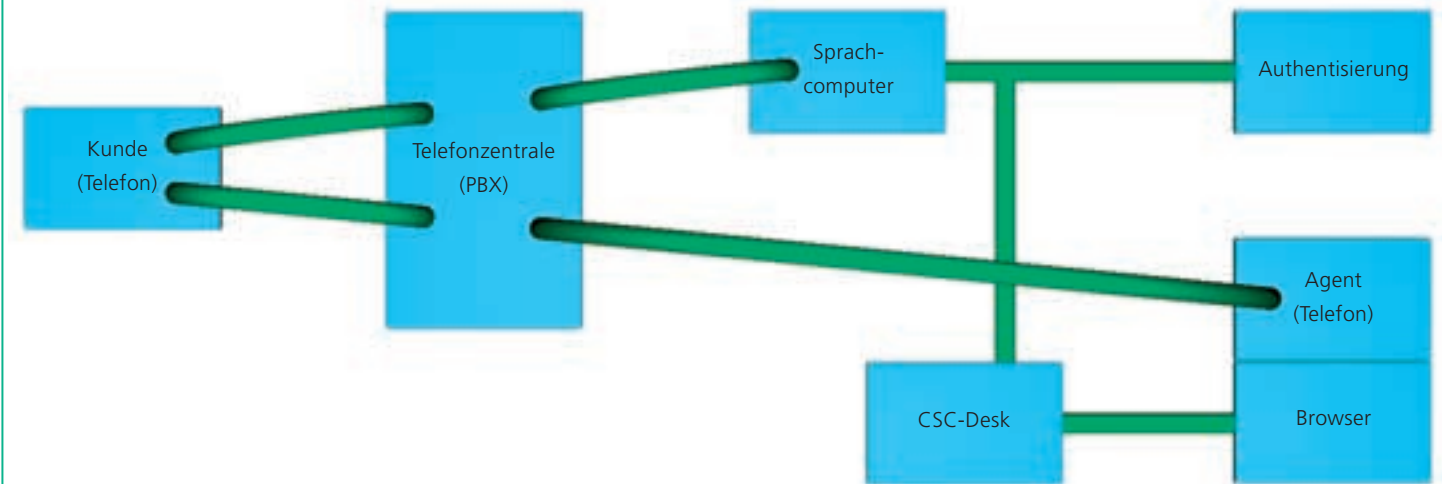 Kunde
(Telefon)
Telefonzentrale
(PBX)
Sprach-
computer
Authentisierung
Agent
(Telefon)
CSC-Desk
Browser